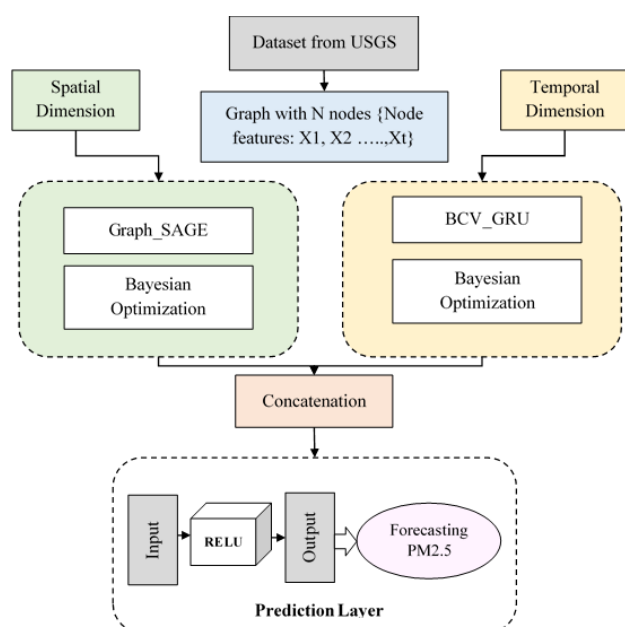 Dataset from USGS
Spatial
Dimension
Temporal
Dimension
Graph with N nodes {Node
features: X1, X2 …..,Xt}
Graph_SAGE
Bayesian
Optimization
BCV_GRU
Bayesian
Optimization
Concatenation
Input
RELU
Output
Forecasting
PM2.5
Prediction Layer